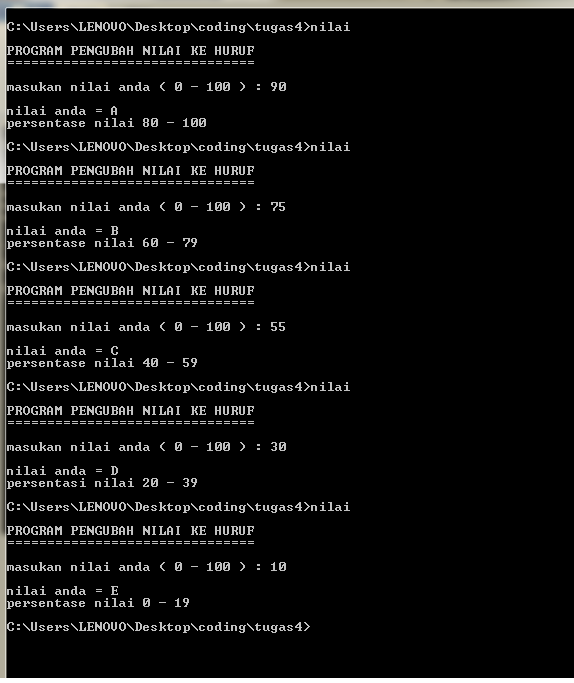 C:\Users\LENOVO\Desktop\coding\tugas4>nilai
PROGRAM PENGUBAH NILAI KE HURUF
===============================
masukan nilai anda ( 0 - 100 ) : 90
nilai anda = A
persentase nilai 80 - 100
C:\Users\LENOVO\Desktop\coding\tugas4>nilai
PROGRAM PENGUBAH NILAI KE HURUF
===============================
masukan nilai anda ( 0 - 100 ) : 75
nilai anda = B
persentase nilai 60 - 79
C:\Users\LENOVO\Desktop\coding\tugas4>nilai
PROGRAM PENGUBAH NILAI KE HURUF
===============================
masukan nilai anda ( 0 - 100 ) : 55
nilai anda = C
persentase nilai 40 - 59
C:\Users\LENOVO\Desktop\coding\tugas4>nilai
PROGRAM PENGUBAH NILAI KE HURUF
===============================
masukan nilai anda ( 0 - 100 ) : 30
nilai anda = D
persentasi nilai 20 - 39
C:\Users\LENOVO\Desktop\coding\tugas4>nilai
PROGRAM PENGUBAH NILAI KE HURUF
===============================
masukan nilai anda ( 0 - 100 ) : 10
nilai anda = E
persentase nilai 0 - 19
C:\Users\LENOVO\Desktop\coding\tugas4>